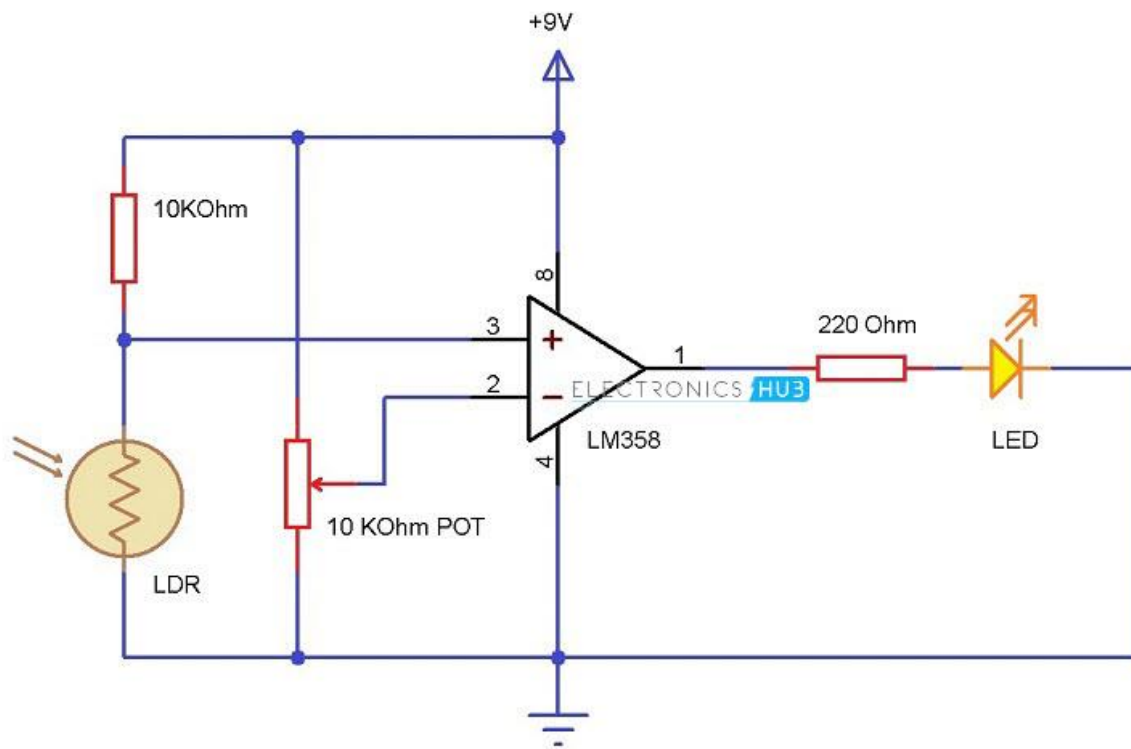 +9V
10KOhm
8
3
2
1
4
220 Ohm
ELECTRONICS HUB
LM358
LED
10 KOhm POT
LDR